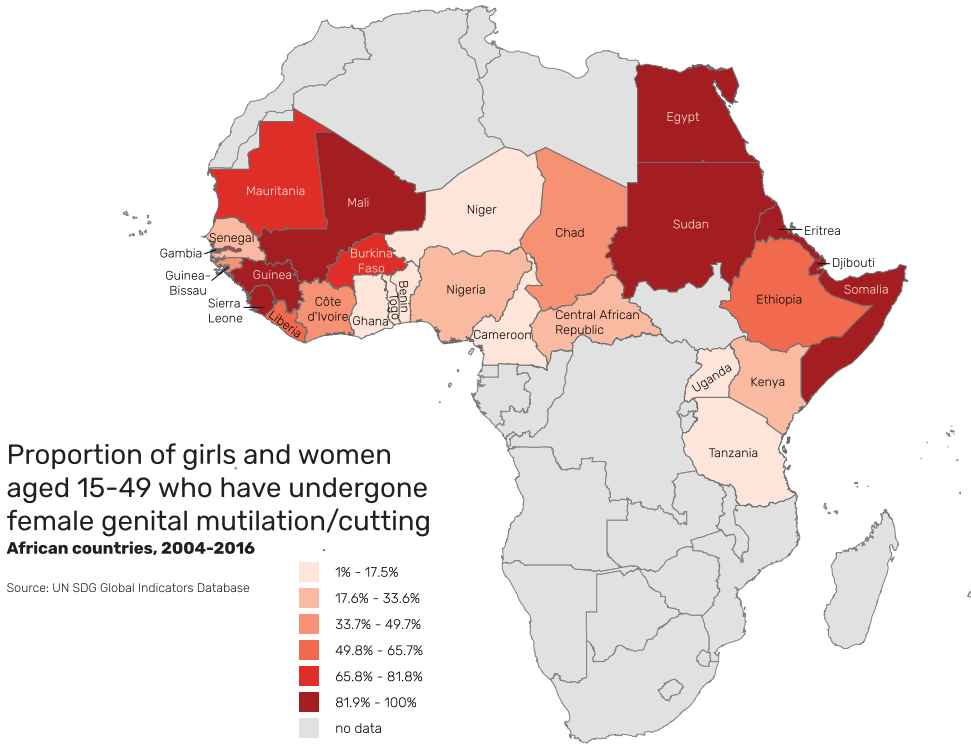 Egypt
Mauritania
Mali
Niger
Chad
Sudan
Eritrea
Senegal
Gambia
Burkina
Faso
Djibouti
Guinea-
Bissau
Guinea
Somalia
Nigeria
Ethiopia
Sierra
Leone
Liberia
Côte
d'Ivoire
Ghana
Togo
Benin
Central African
Republic
Cameroon
Uganda
Kenya
Tanzania
Proportion of girls and women
aged 15-49 who have undergone
female genital mutilation/cutting
African countries, 2004-2016
Source: UN SDG Global Indicators Database
1% - 17.5%
17.6% - 33.6%
33.7% - 49.7%
49.8% - 65.7%
65.8% - 81.8%
81.9% - 100%
no data